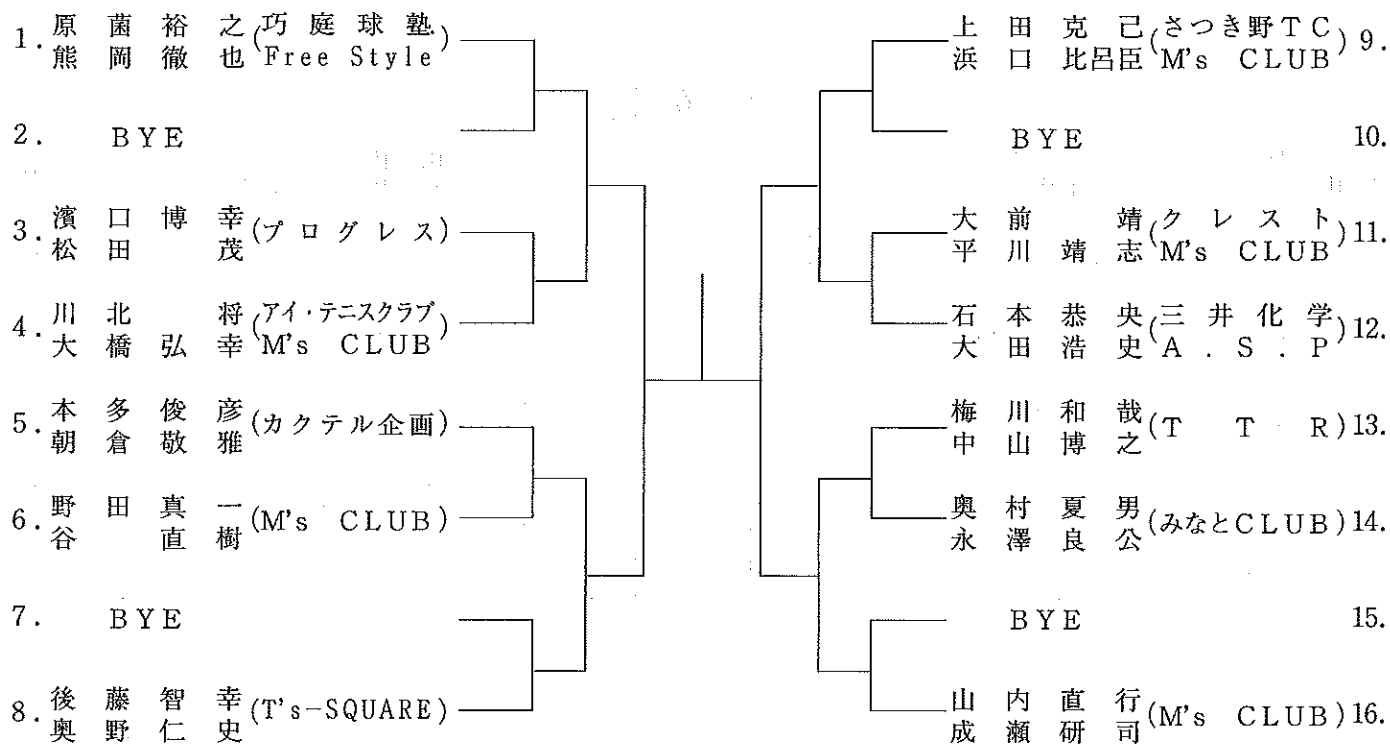 1. 原薗裕之(巧庭球塾
熊岡徹也 Free Style)
2. BYE
3. 濱口博幸(プログレス)
松田茂
4. 川北将(アイ・テニスクラブ
大橋弘幸 M's CLUB)
5. 本多俊彦(カクテル企画)
朝倉敬雅
6. 野田真一(M's CLUB)
谷直樹
7. BYE
8. 後藤智幸(T's-SQUARE)
奥野仁史
上田克己(さつき野TC) 9.
浜口比呂臣 M's CLUB
BYE 10.
大前靖(クレスト) 11.
平川靖志 M's CLUB
石本恭央(三井化学) 12.
大田浩史 A.S.P
梅川和哉(TTR) 13.
中山博之
奥村夏男(みなとCLUB) 14.
永澤良公
BYE 15.
山内直行(M's CLUB) 16.
成瀬研司